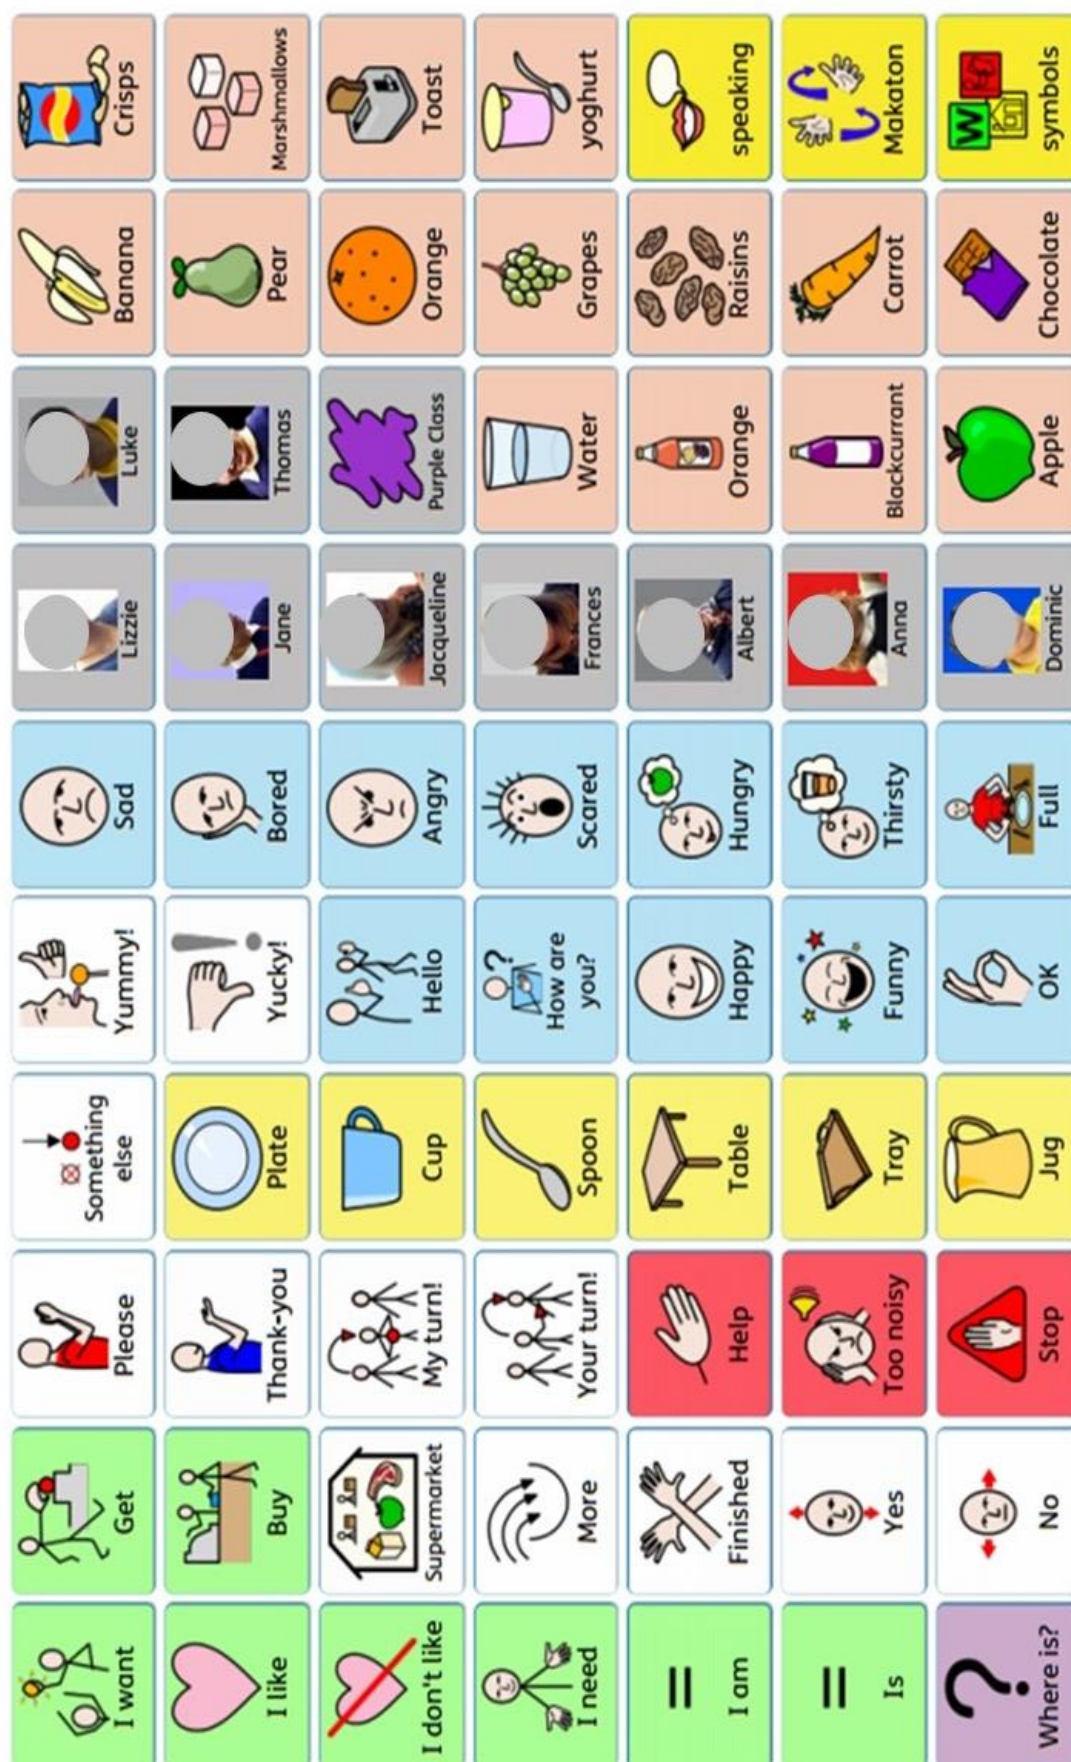 I want
Get
Please
Something
else
Yummy!
Sad
Lizzie
Luke
Banana
Crisps
I like
Buy
Thank-you
Plate
Yucky!
Bored
Jane
Thomas
Pear
Marshmallows
I don't like
Supermarket
My turn!
Cup
Hello
Angry
Jacqueline
Purple Class
Orange
Toast
I need
More
Your turn!
Spoon
How are
you?
Scared
Frances
Water
Grapes
yoghurt
=
I am
Finished
Help
Table
Happy
Hungry
Albert
Orange
Raisins
speaking
=
Is
Yes
Too noisy
Tray
Funny
Thirsty
Anna
Blackcurrant
Carrot
Makaton
?
Where is?
No
Stop
Jug
OK
Full
Dominic
Apple
Chocolate
W
symbols